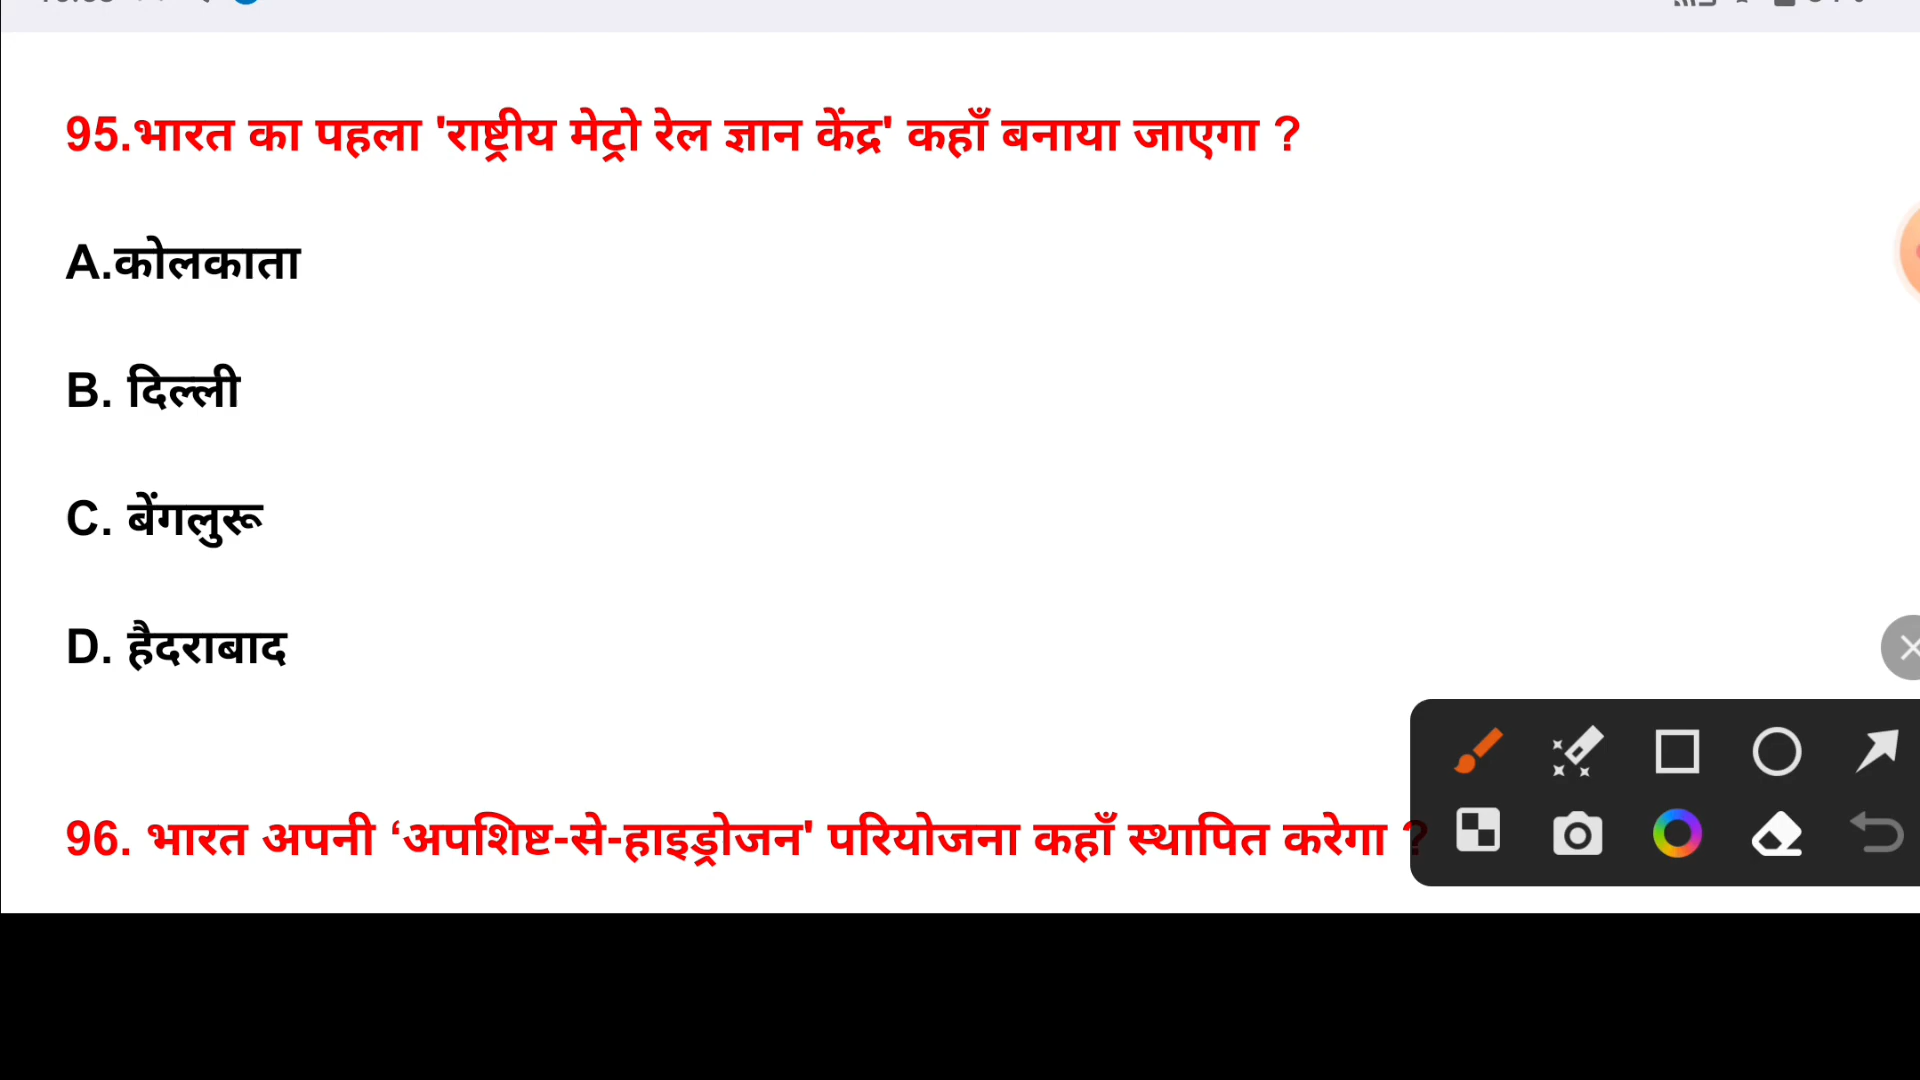 95.भारत का पहला 'राष्ट्रीय मेट्रो रेल ज्ञान केंद्र' कहाँ बनाया जाएगा ?
A.कोलकाता
B. दिल्ली
C. बेंगलुरू
D. हैदराबाद
96. भारत अपनी ‘अपशिष्ट-से-हाइड्रोजन' परियोजना कहाँ स्थापित करेगा ?